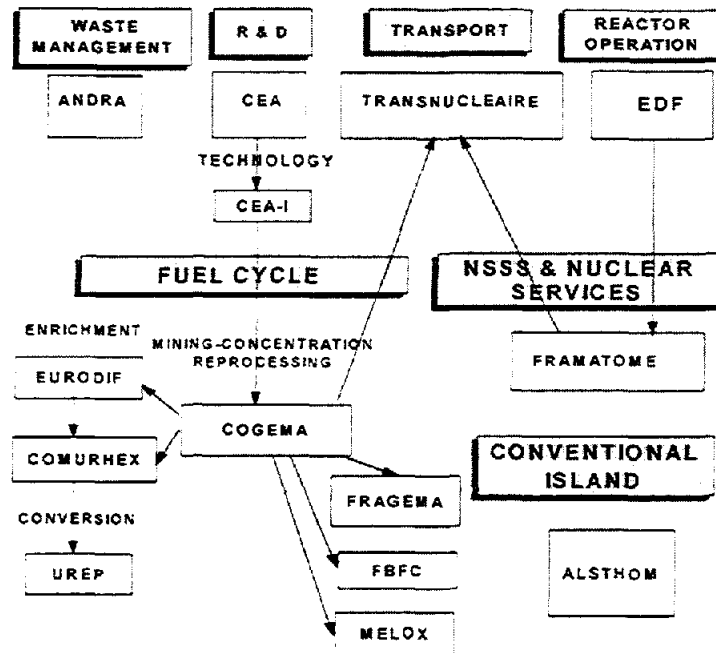 WASTE
MANAGEMENT
R & D
TRANSPORT
REACTOR
OPERATION
ANDRA
CEA
TRANSNUCLEAIRE
EDF
TECHNOLOGY
CEA-I
FUEL CYCLE
NSSS & NUCLEAR
SERVICES
ENRICHMENT
MINING-CONCENTRATION
REPROCESSING
EURODIF
FRAMATOME
COGEMA
COMURHEX
CONVENTIONAL
ISLAND
FRAGEMA
CONVERSION
UREP
FBFC
ALSTHOM
MELOX